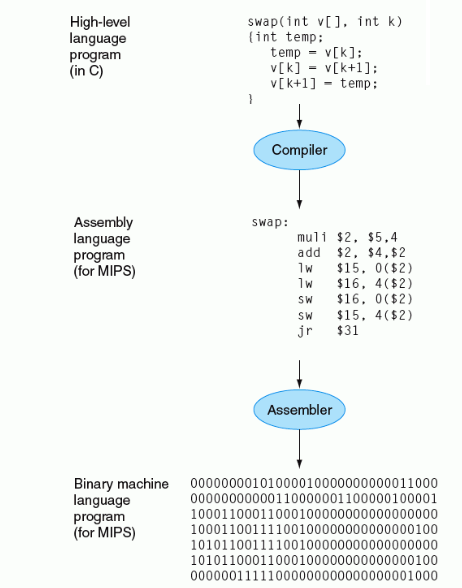 High-level
language
program
(in C)
swap(int v[], int k)
{int temp;
temp = v[k];
v[k] = v[k+1];
v[k+1] = temp;
}
Compiler
Assembly
language
program
(for MIPS)
swap:
muli $2, $5,4
add $2, $4,$2
lw $15, 0($2)
lw $16, 4($2)
sw $16, 0($2)
sw $15, 4($2)
jr $31
Assembler
Binary machine
language
program
(for MIPS)
00000000101000010000000000011000
00000000000110000001100000100001
10001100011000100000000000000000
10001100111100100000000000000100
10101100111100100000000000000000
10101100011000100000000000000100
00000011111000000000000000001000